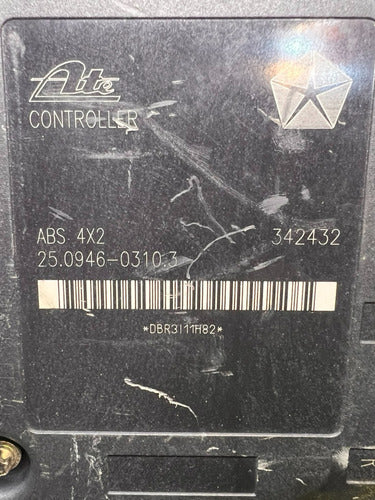 Ate
CONTROLLER
ABS 4X2 342432
25.0946-0310.3
*DBR3I11H82*